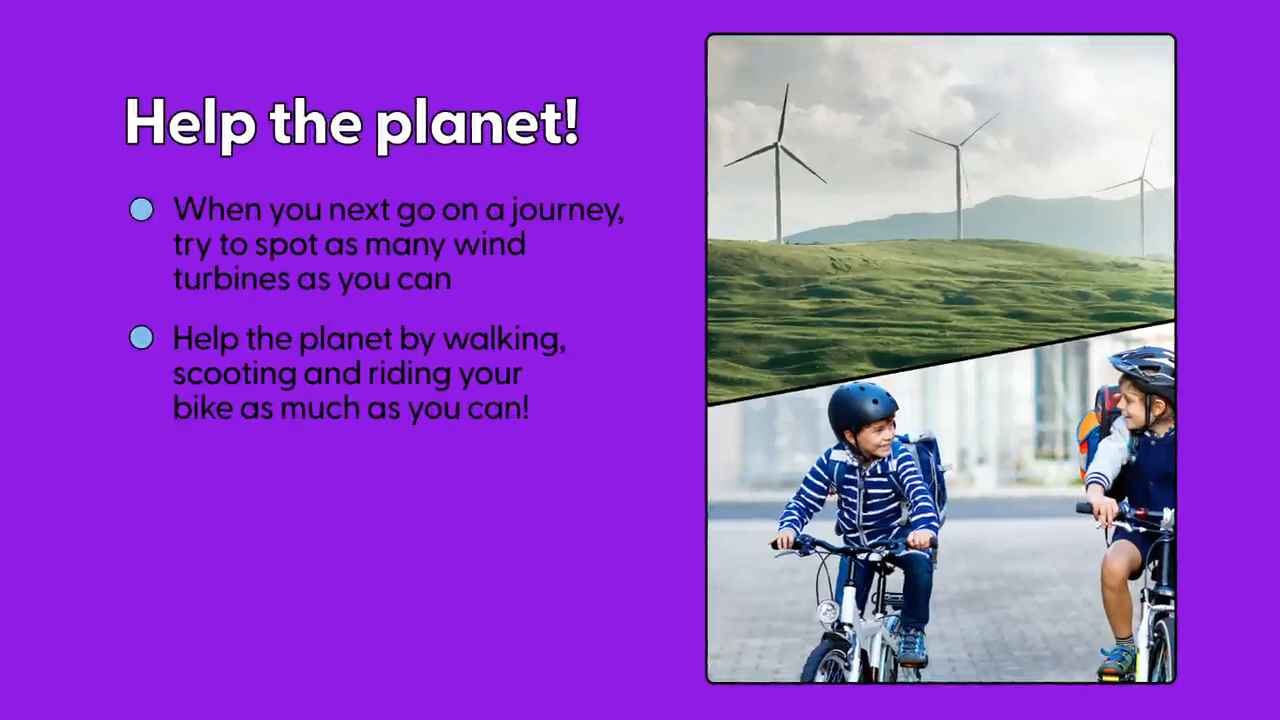 Help the planet!
When you next go on a journey,
try to spot as many wind
turbines as you can
Help the planet by walking,
scooting and riding your
bike as much as you can!